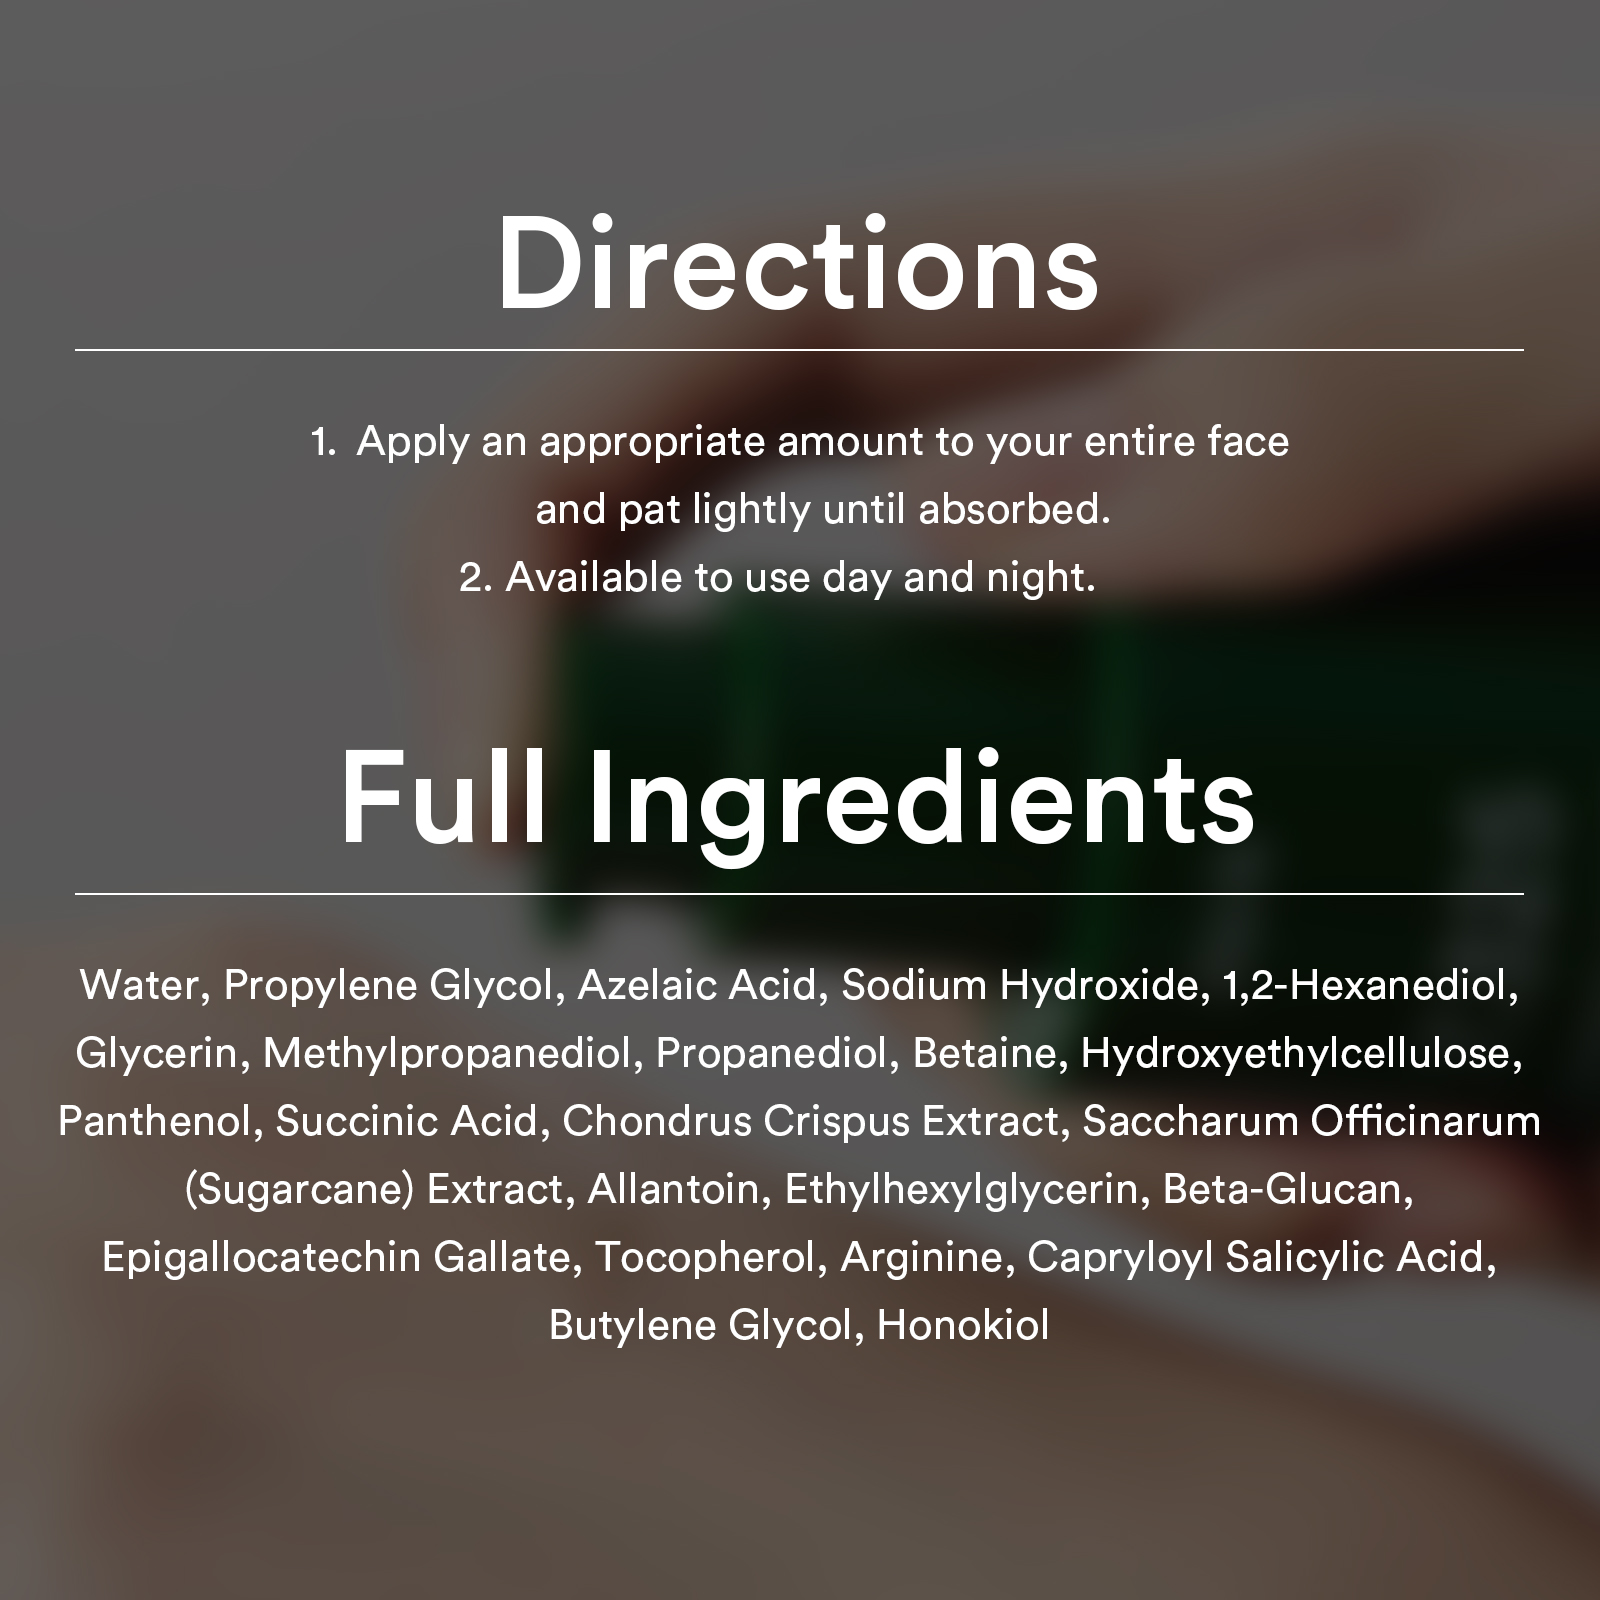 Directions
1. Apply an appropriate amount to your entire face
and pat lightly until absorbed.
2. Available to use day and night.
Full Ingredients
Water, Propylene Glycol, Azelaic Acid, Sodium Hydroxide, 1,2-Hexanediol,
Glycerin, Methylpropanediol, Propanediol, Betaine, Hydroxyethylcellulose,
Panthenol, Succinic Acid, Chondrus Crispus Extract, Saccharum Officinarum
(Sugarcane) Extract, Allantoin, Ethylhexylglycerin, Beta-Glucan,
Epigallocatechin Gallate, Tocopherol, Arginine, Capryloyl Salicylic Acid,
Butylene Glycol, Honokiol